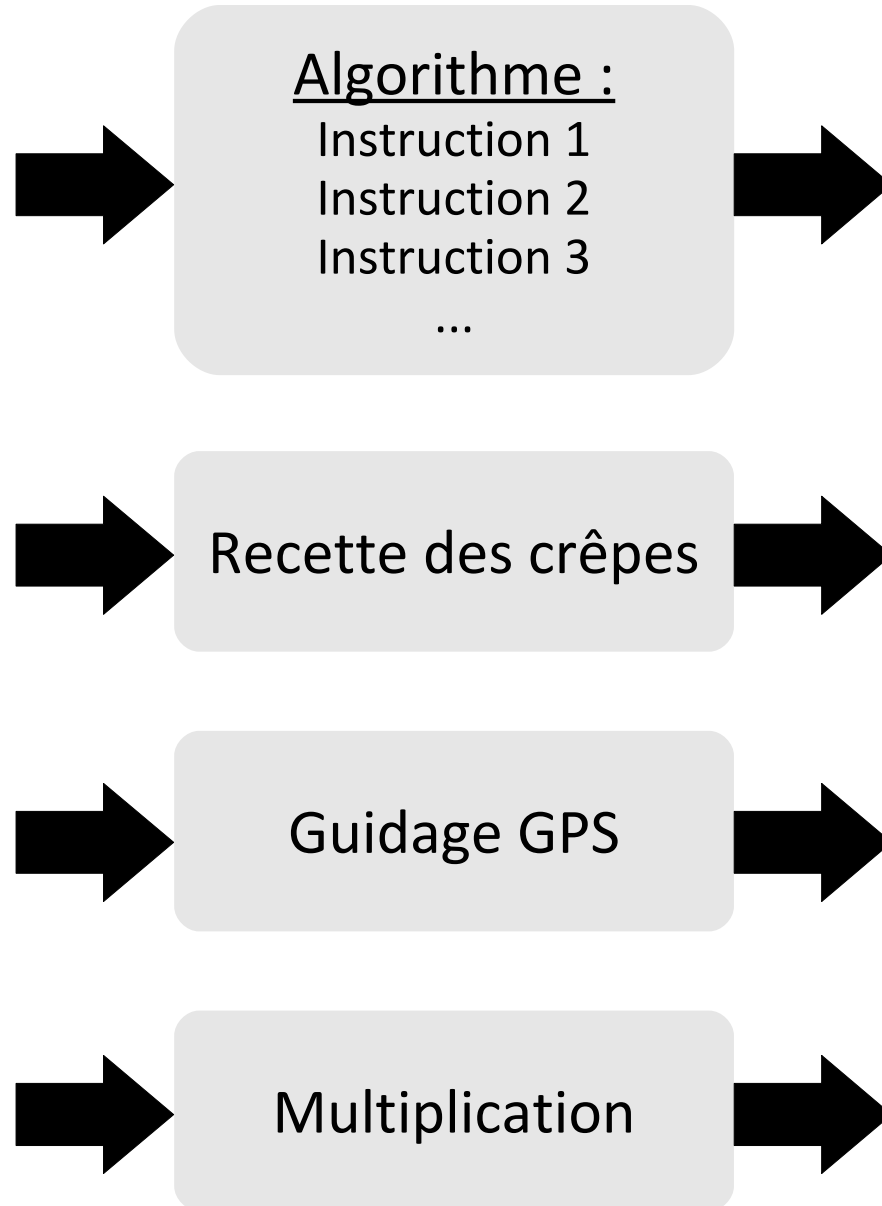 Algorithme :
Instruction 1
Instruction 2
Instruction 3
...
Recette des crêpes
Guidage GPS
Multiplication